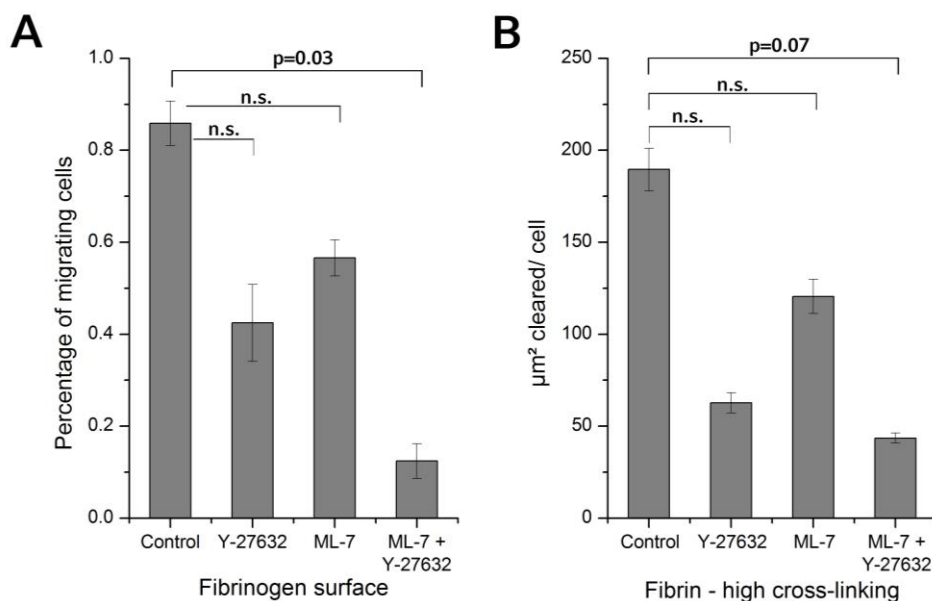 A
Percentage of migrating cells
1.0
0.8
0.6
0.4
0.2
0.0
p=0.03
n.s.
n.s.
Control
Y-27632
ML-7
ML-7 +
Y-27632
Fibrinogen surface
B
µm² cleared/ cell
250
200
150
100
50
0
p=0.07
n.s.
n.s.
Control
Y-27632
ML-7
ML-7 +
Y-27632
Fibrin - high cross-linking